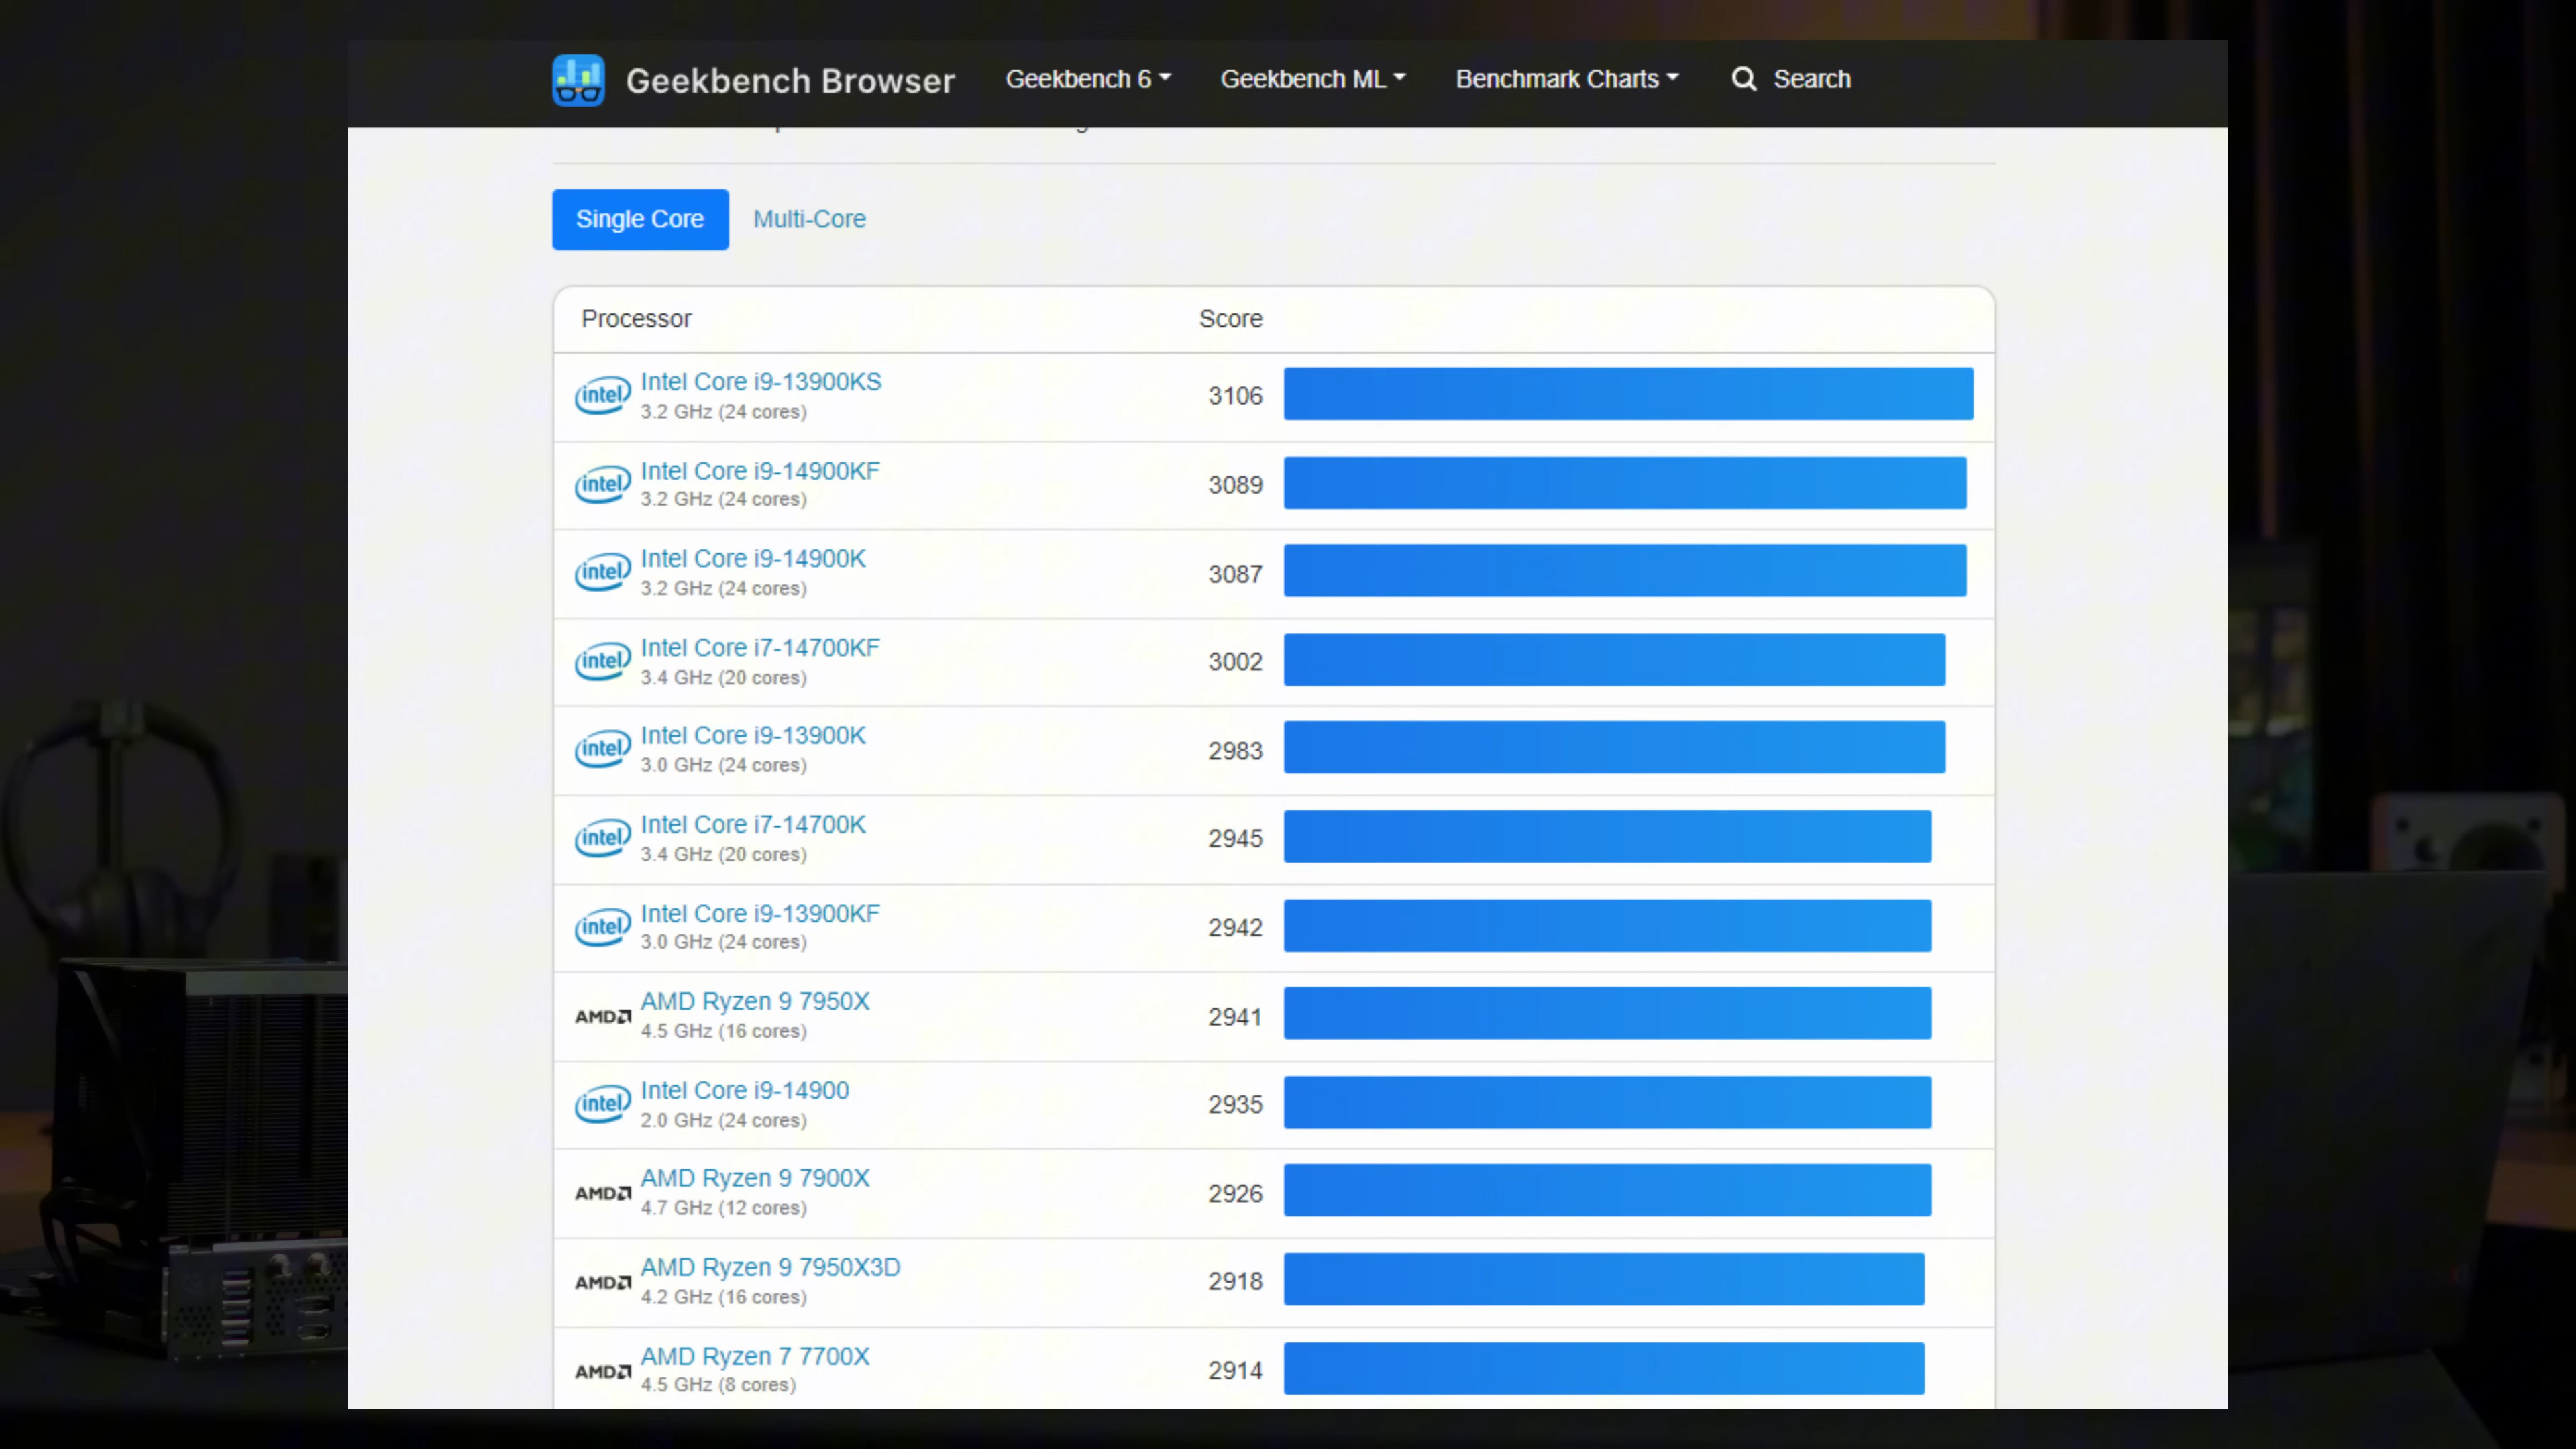 Geekbench Browser
Geekbench 6
Geekbench ML
Benchmark Charts
Search
Single Core
Multi-Core
Processor
Score
intel
Intel Core i9-13900KS
3.2 GHz (24 cores)
3106
intel
Intel Core i9-14900KF
3.2 GHz (24 cores)
3089
intel
Intel Core i9-14900K
3.2 GHz (24 cores)
3087
intel
Intel Core i7-14700KF
3.4 GHz (20 cores)
3002
intel
Intel Core i9-13900K
3.0 GHz (24 cores)
2983
intel
Intel Core i7-14700K
3.4 GHz (20 cores)
2945
intel
Intel Core i9-13900KF
3.0 GHz (24 cores)
2942
AMD
AMD Ryzen 9 7950X
4.5 GHz (16 cores)
2941
intel
Intel Core i9-14900
2.0 GHz (24 cores)
2935
AMD
AMD Ryzen 9 7900X
4.7 GHz (12 cores)
2926
AMD
AMD Ryzen 9 7950X3D
4.2 GHz (16 cores)
2918
AMD
AMD Ryzen 7 7700X
4.5 GHz (8 cores)
2914